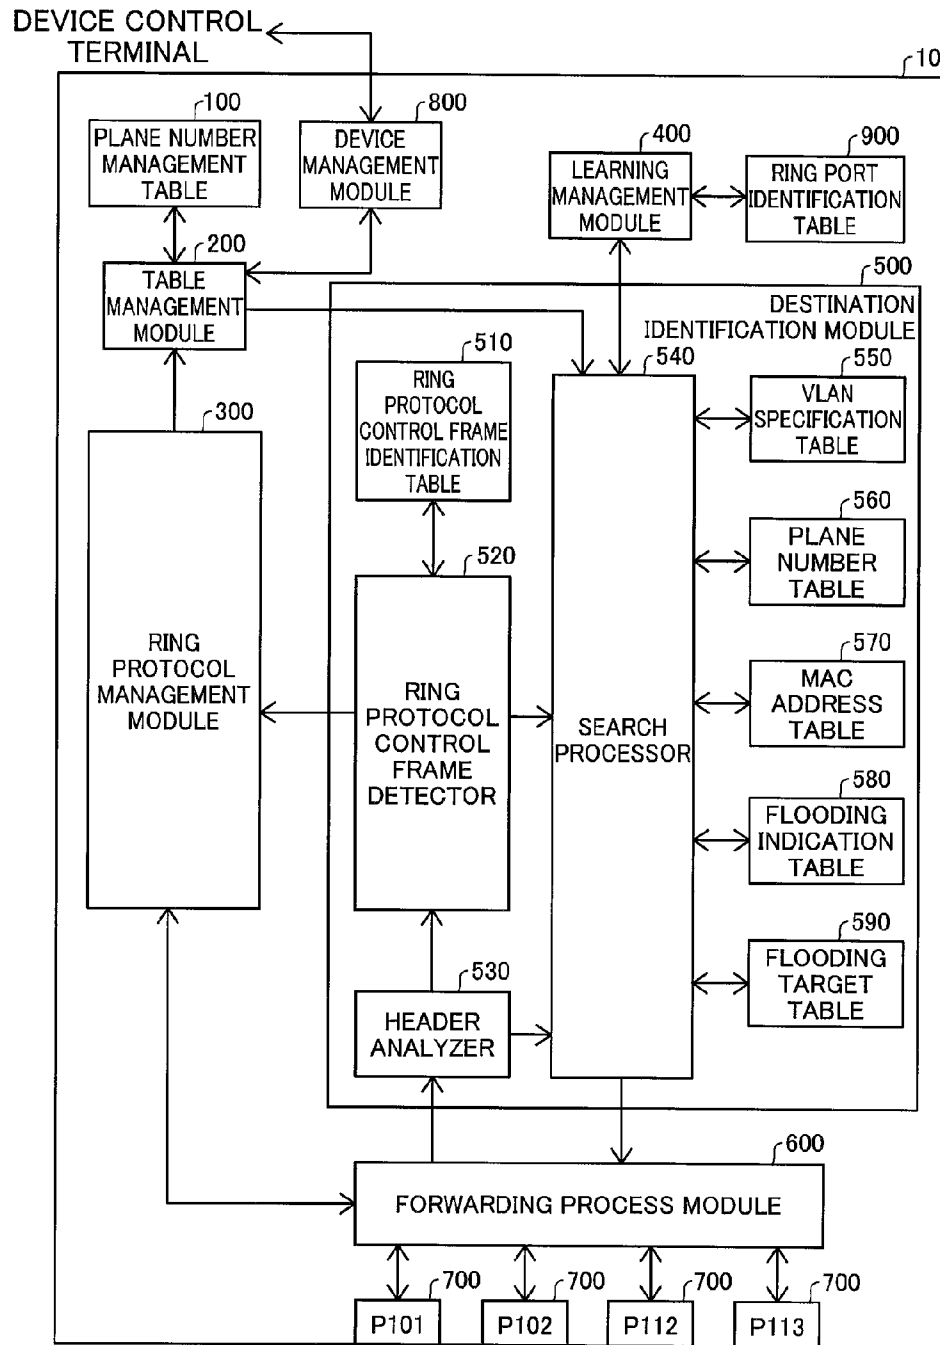 DEVICE CONTROL
TERMINAL
10
100
PLANE NUMBER
MANAGEMENT
TABLE
800
DEVICE
MANAGEMENT
MODULE
400
LEARNING
MANAGEMENT
MODULE
900
RING PORT
IDENTIFICATION
TABLE
200
TABLE
MANAGEMENT
MODULE
500
DESTINATION
IDENTIFICATION MODULE
510
RING
PROTOCOL
CONTROL FRAME
IDENTIFICATION
TABLE
540
SEARCH
PROCESSOR
550
VLAN
SPECIFICATION
TABLE
300
RING
PROTOCOL
MANAGEMENT
MODULE
520
RING
PROTOCOL
CONTROL
FRAME
DETECTOR
560
PLANE
NUMBER
TABLE
570
MAC
ADDRESS
TABLE
580
FLOODING
INDICATION
TABLE
590
FLOODING
TARGET
TABLE
530
HEADER
ANALYZER
600
FORWARDING PROCESS MODULE
700
P101
700
P102
700
P112
700
P113